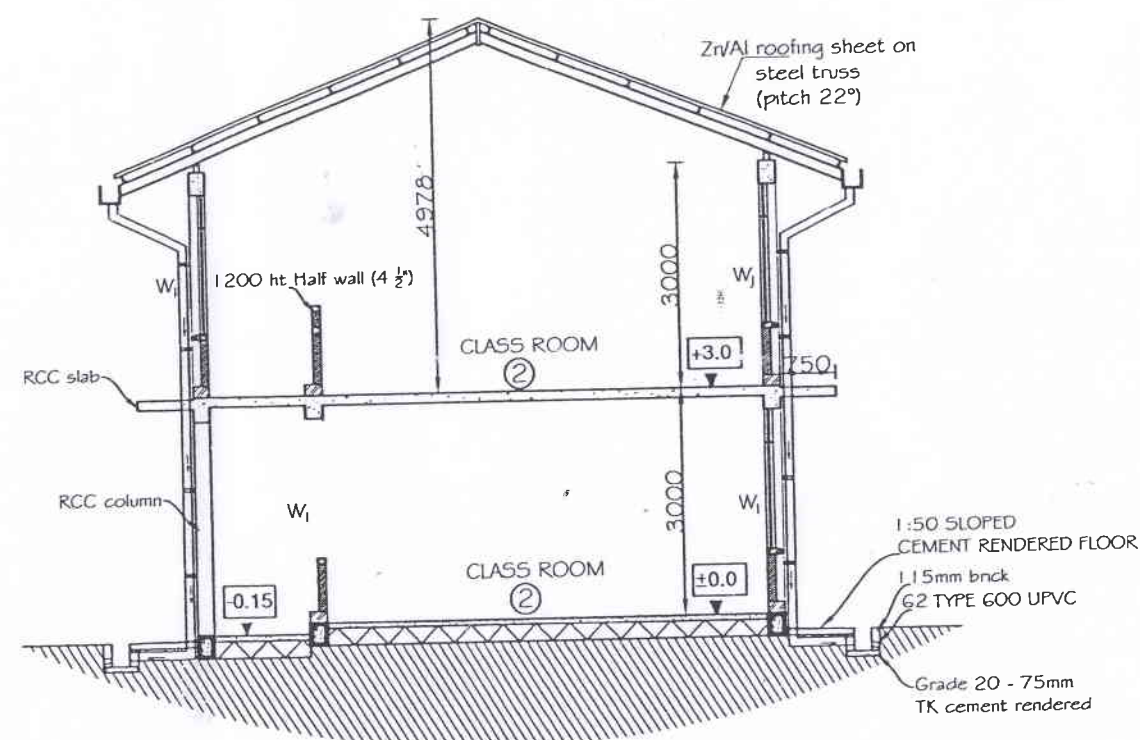 Zn/Al roofing sheet on
steel truss
(pitch 22°)
4978
3000
W₁
1200 ht Half wall (4 ½")
Wj
CLASS ROOM
2
+3.0
750
RCC slab
RCC column
W₁
3000
W₁
1:50 SLOPED
CEMENT RENDERED FLOOR
CLASS ROOM
2
±0.0
-0.15
115mm brick
G2 TYPE 600 UPVC
Grade 20 - 75mm
TK cement rendered